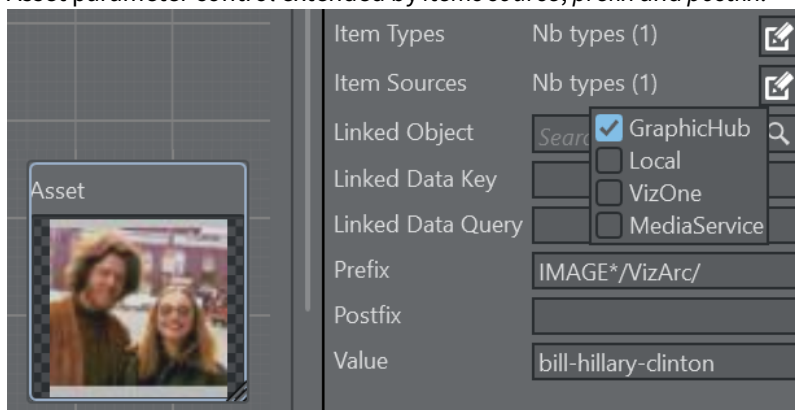 Asset parameter control extended by items source, prefix and postfix.
Item Types Nb types (1)
Item Sources Nb types (1)
Linked Object Searc GraphicHub
Local
Asset
Linked Data Key VizOne
Linked Data Query MediaService
Prefix IMAGE*/VizArc/
Postfix
Value bill-hillary-clinton